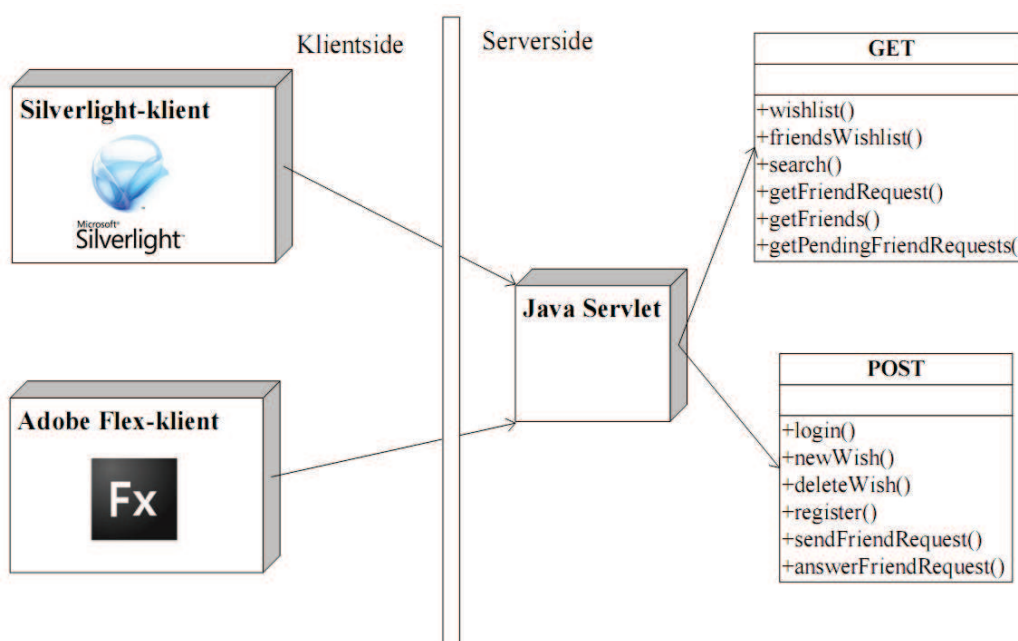 Klientside
Serverside
Silverlight-klient
Microsoft®
Silverlight™
Adobe Flex-klient
Fx
Java Servlet
GET
+wishlist()
+friendsWishlist()
+search()
+getFriendRequest()
+getFriends()
+getPendingFriendRequests(
POST
+login()
+newWish()
+deleteWish()
+register()
+sendFriendRequest()
+answerFriendRequest()